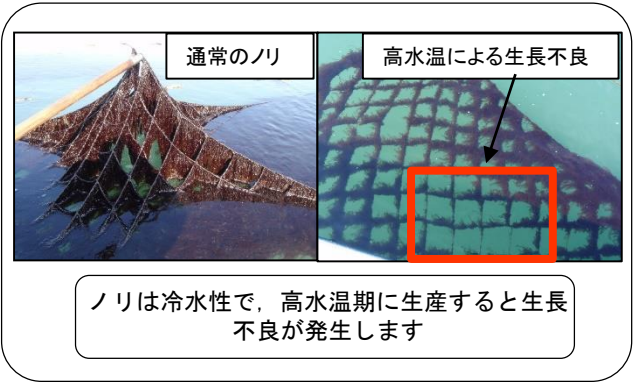 通常のノリ
高水温による生長不良
ノリは冷水性で，高水温期に生産すると生長
不良が発生します